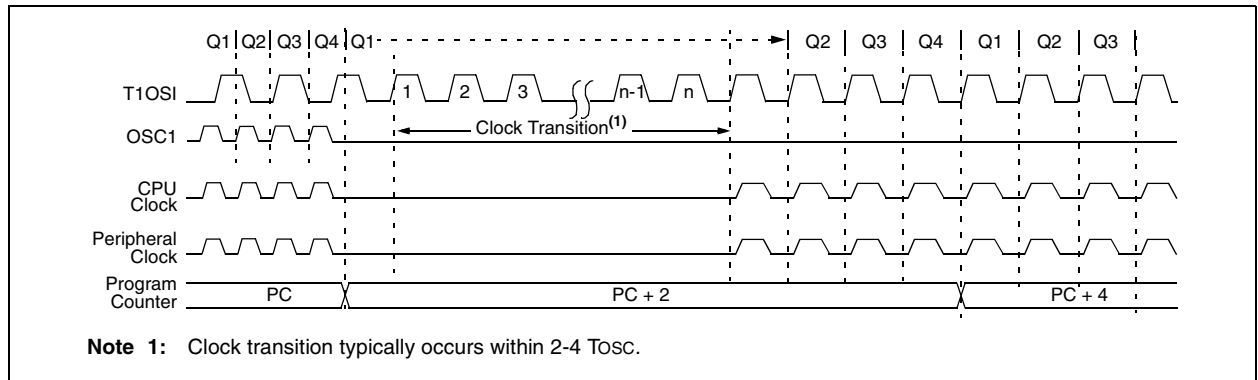 Q1 Q2 Q3 Q4 Q1 Q2 Q3 Q4 Q1 Q2 Q3
T1OSI 1 2 3 n-1 n
Clock Transition(1)
OSC1
CPU
Clock
Peripheral
Clock
Program
Counter
PC PC + 2 PC + 4
Note 1: Clock transition typically occurs within 2-4 TOSC.